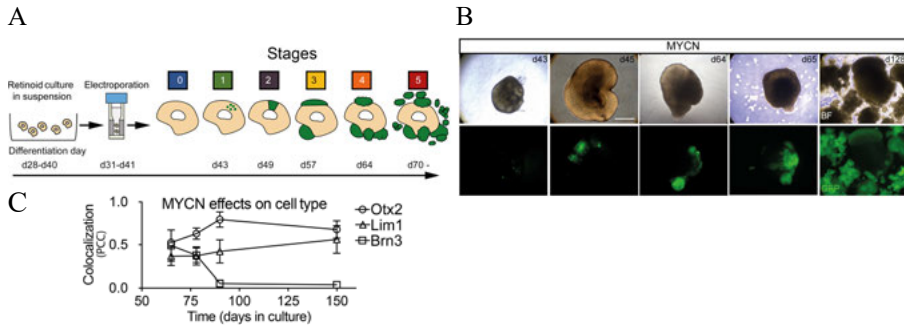 A
Stages
0 1 2 3 4 5
Retinoid culture
in suspension
Electroporation
Differentiation day
d28-d40 d31-d41 d43 d49 d57 d64 d70 -
B
MYCN
d43 d45 d64 d65 d128
BF
GFP
C
MYCN effects on cell type
Otx2
Lim1
Brn3
Colocalization
(PCC)
1.0
0.5
0.0
50 75 100 125 150
Time (days in culture)